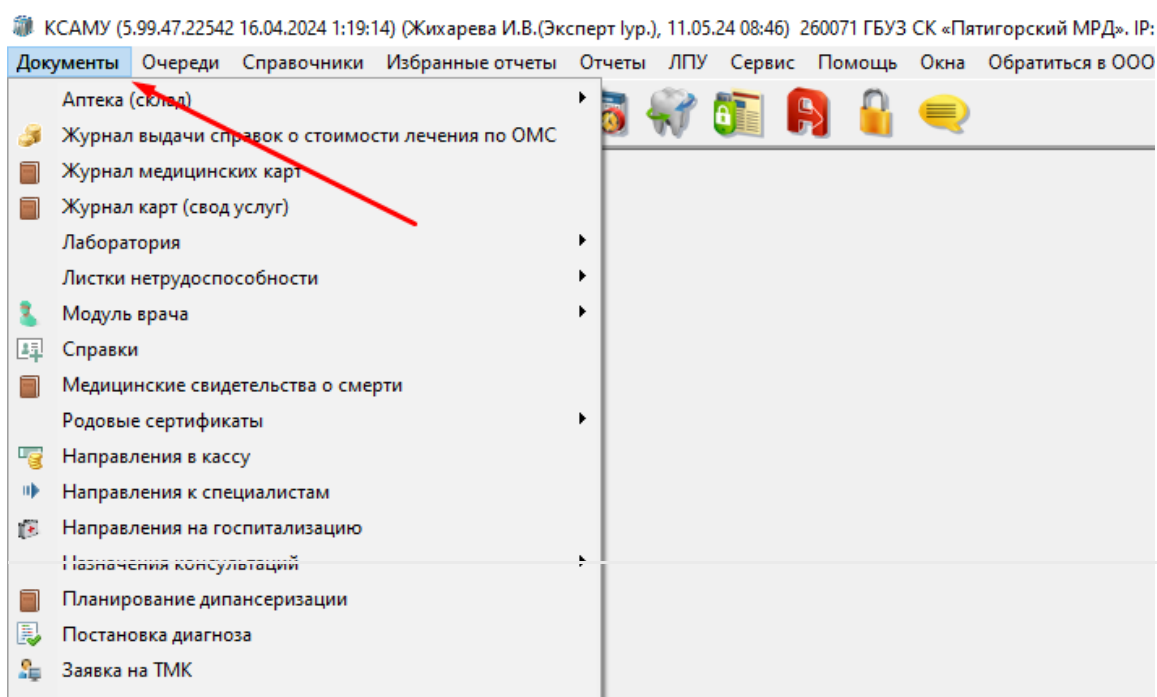 КСАМУ (5.99.47.22542 16.04.2024 1:19:14) (Жихарева И.В.(Эксперт lур.), 11.05.24 08:46) 260071 ГБУЗ СК «Пятигорский МРД». IP:
Документы Очереди Справочники Избранные отчеты Отчеты ЛПУ Сервис Помощь Окна Обратиться в ООО
Аптека (склад)
Журнал выдачи справок о стоимости лечения по ОМС
Журнал медицинских карт
Журнал карт (свод услуг)
Лаборатория
Листки нетрудоспособности
Модуль врача
Справки
Медицинские свидетельства о смерти
Родовые сертификаты
Направления в кассу
Направления к специалистам
Направления на госпитализацию
Назначения консультаций
Планирование дипансеризации
Постановка диагноза
Заявка на ТМК